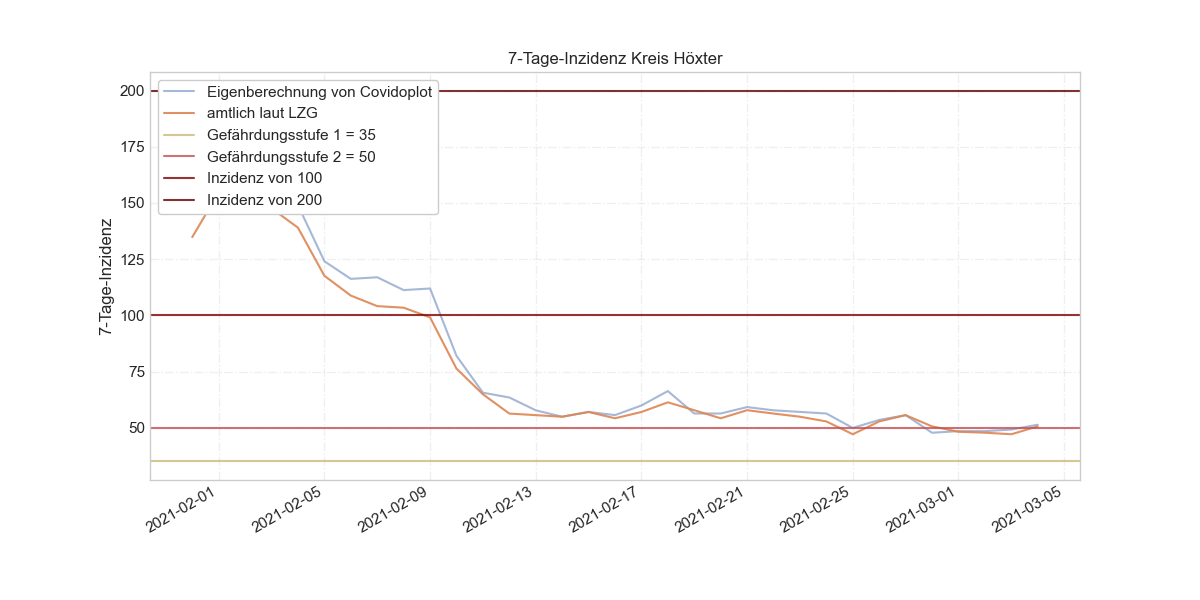 7-Tage-Inzidenz Kreis Höxter
Eigenberechnung von Covidoplot
amtlich laut LZG
Gefährdungsstufe 1 = 35
Gefährdungsstufe 2 = 50
Inzidenz von 100
Inzidenz von 200
7-Tage-Inzidenz
200
175
150
125
100
75
50
2021-02-01
2021-02-05
2021-02-09
2021-02-13
2021-02-17
2021-02-21
2021-02-25
2021-03-01
2021-03-05